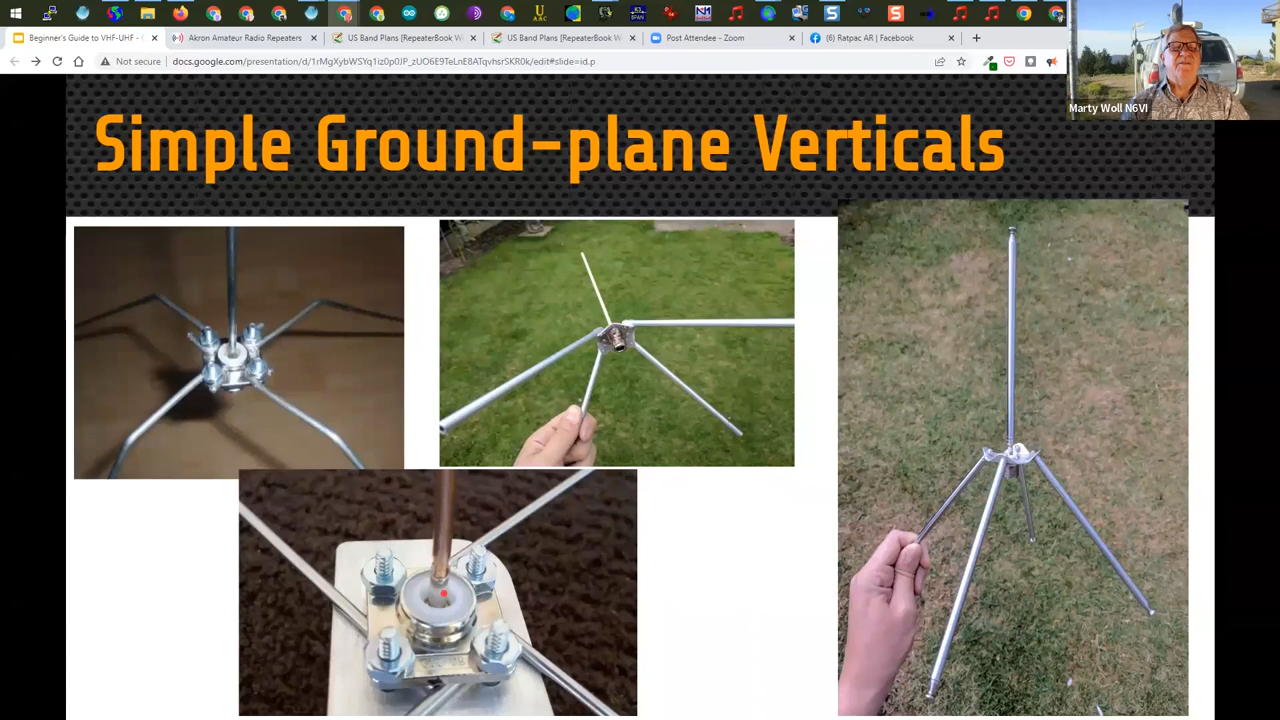 U
ARC
BPAN
S
S
Beginner's Guide to VHF-UHF -
Akron Amateur Radio Repeaters
US Band Plans [RepeaterBook W
US Band Plans [RepeaterBook W
Post Attendee - Zoom
(6) Ratpac AR | Facebook
Not secure
docs.google.com/presentation/d/1rMgXybWSYq1iz0p0JP_zUO6E9TeLnE8ATqvhsrSKR0k/edit#slide=id.p
Marty Woll N6VI
Simple Ground-plane Verticals